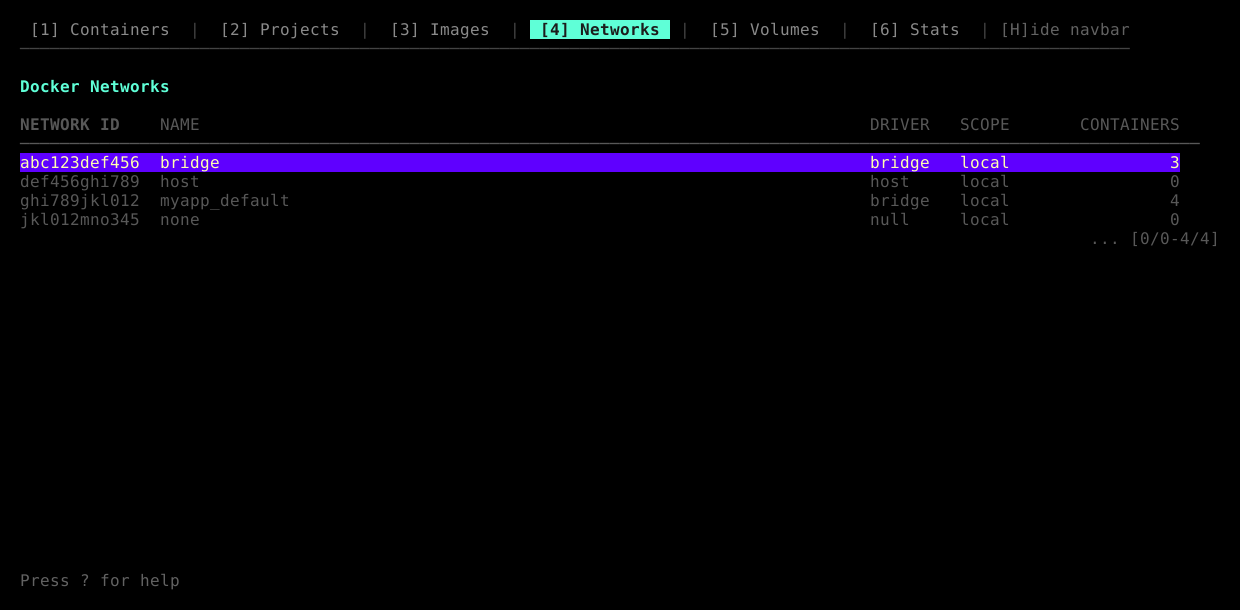 [1] Containers | [2] Projects | [3] Images | [4] Networks | [5] Volumes | [6] Stats | [H]ide navbar
Docker Networks
NETWORK ID NAME DRIVER SCOPE CONTAINERS
abc123def456 bridge bridge local 3
def456ghi789 host host local 0
ghi789jkl012 myapp_default bridge local 4
jkl012mno345 none null local 0
... [0/0-4/4]
Press ? for help